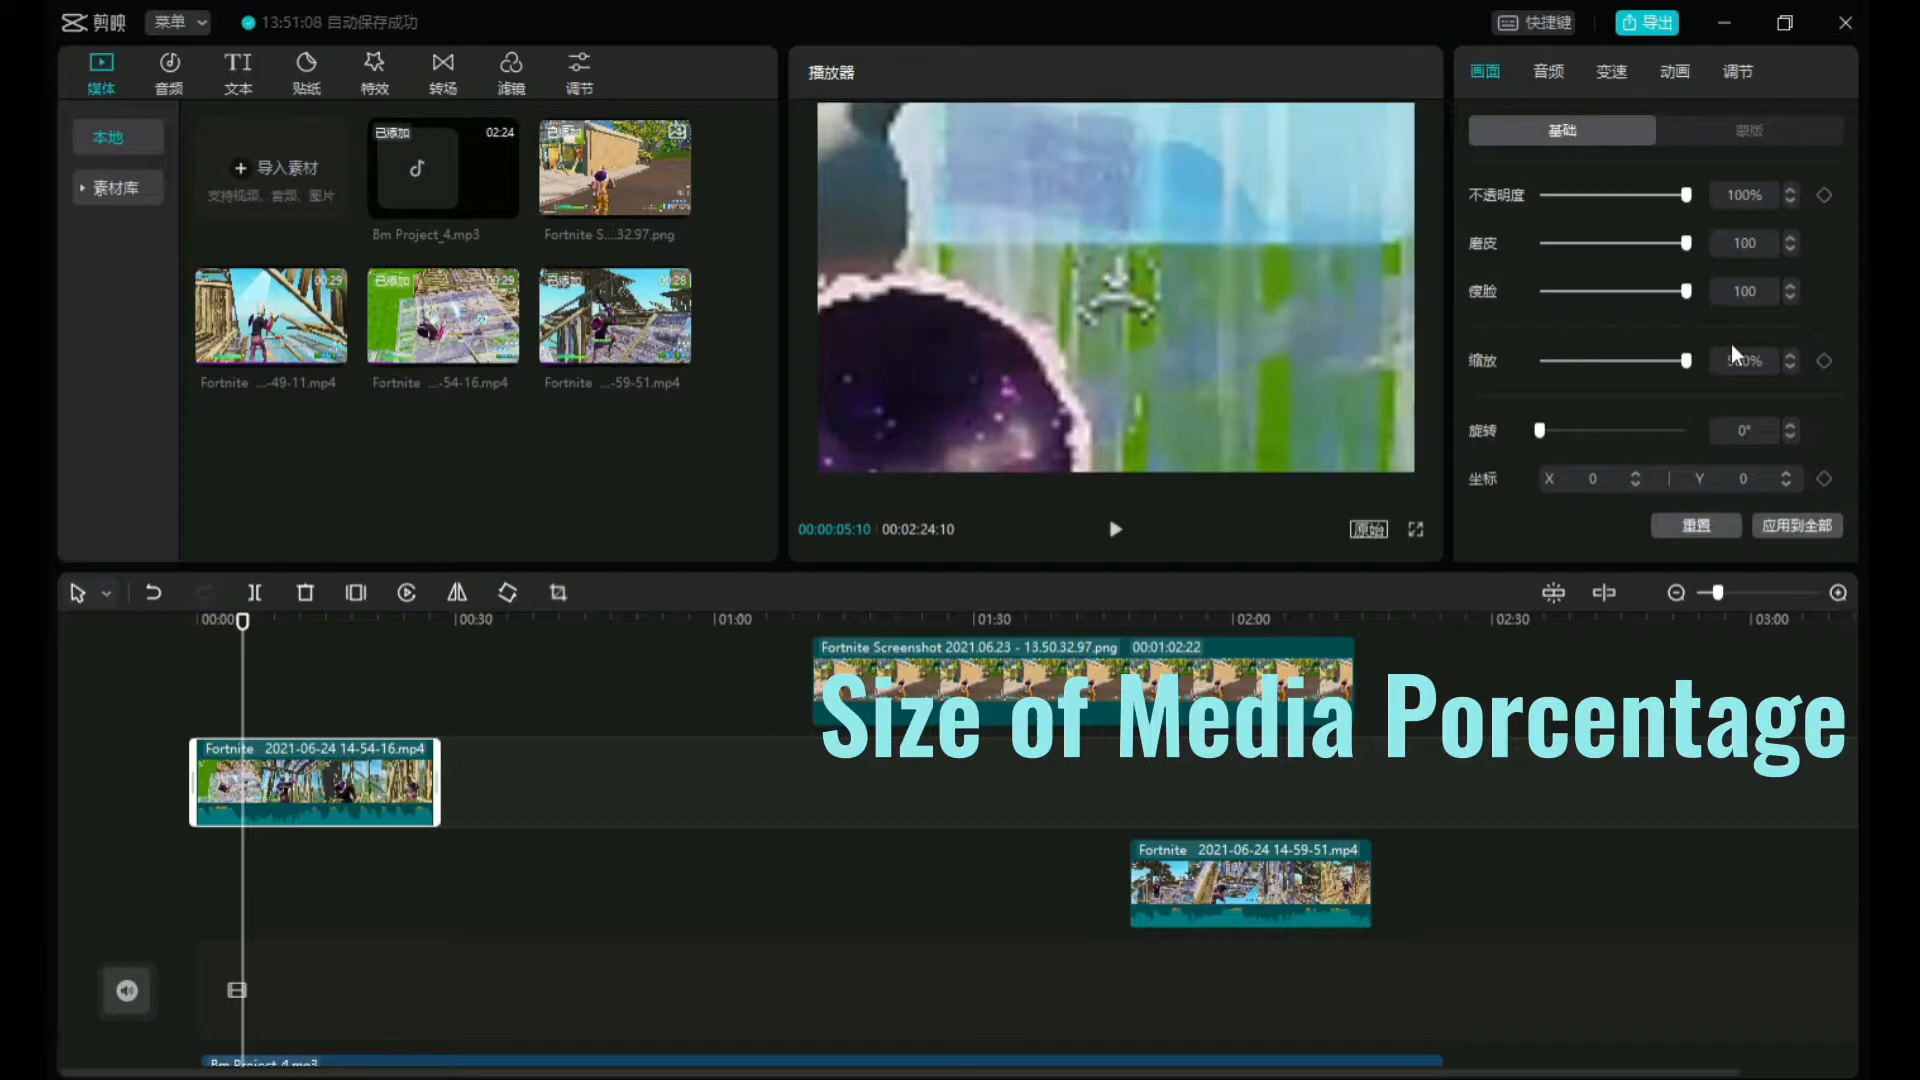 剪映 菜单 13:51:08 自动保存成功 快捷键 导出
媒体 音频 文本 贴纸 特效 转场 滤镜 调节
本地
素材库
导入素材
支持视频、音频、图片
已添加 02:24
Bm Project_4.mp3
已添加
Fortnite S....32.97.png
00:29
Fortnite ...-49-11.mp4
已添加 00:29
Fortnite ...-54-16.mp4
已添加 00:28
Fortnite ...-59-51.mp4
播放器
00:00:05:10 00:02:24:10
原始
画面 音频 变速 动画 调节
基础 蒙版
不透明度 100%
磨皮 100
瘦脸 100
缩放
旋转 0°
坐标 X 0 Y 0
重置 应用到全部
00:00 00:30 01:00 01:30 02:00 02:30 03:00
Fortnite Screenshot 2021.06.23 - 13.50.32.97.png 00:01:02:22
Size of Media Porcentage
Fortnite 2021-06-24 14-54-16.mp4
Fortnite 2021-06-24 14-59-51.mp4
Bm Project_4.mp3